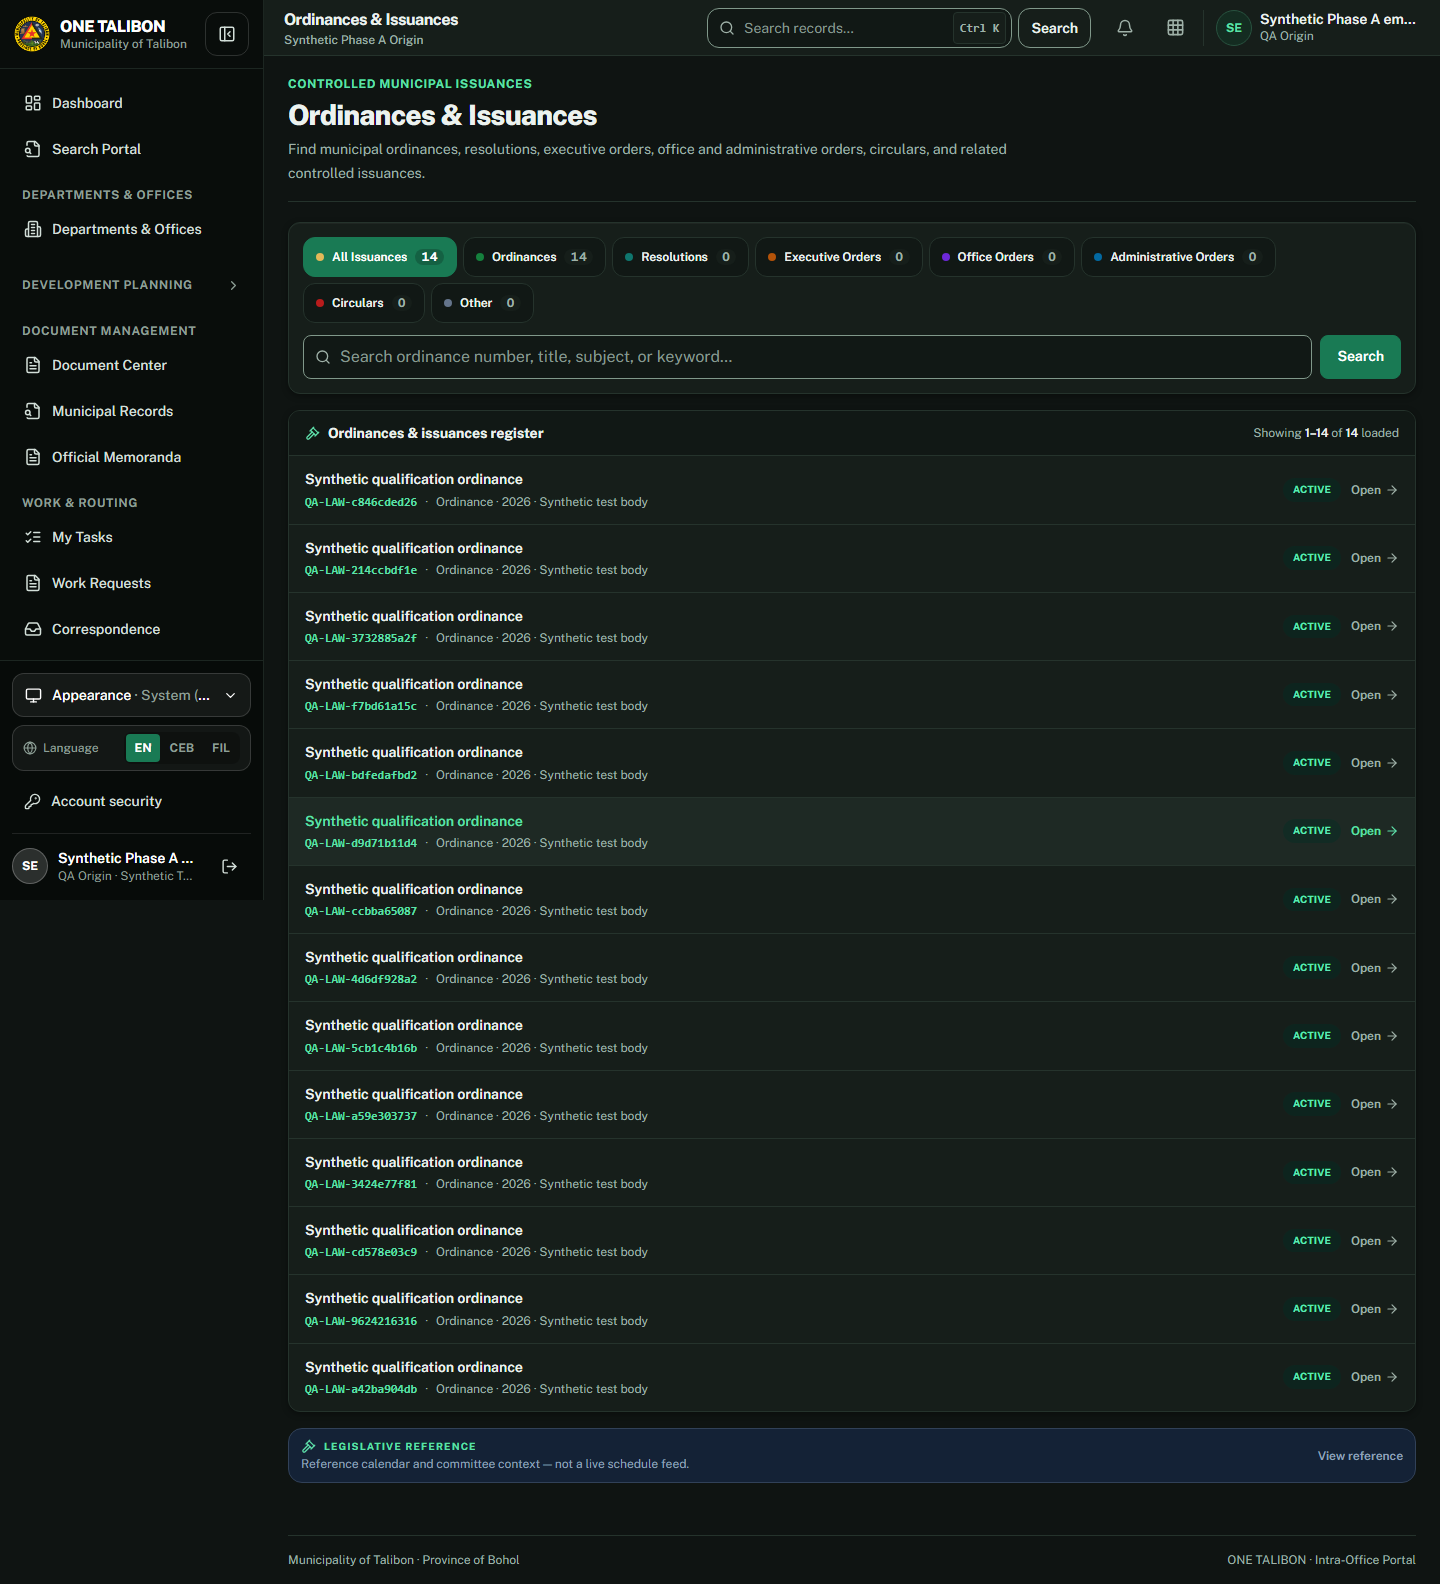 ONE TALIBON
Municipality of Talibon
Dashboard
Search Portal
DEPARTMENTS & OFFICES
Departments & Offices
DEVELOPMENT PLANNING
DOCUMENT MANAGEMENT
Document Center
Municipal Records
Official Memoranda
WORK & ROUTING
My Tasks
Work Requests
Correspondence
Appearance · System (...
Language EN CEB FIL
Account security
SE Synthetic Phase A ...
QA Origin · Synthetic T...
Ordinances & Issuances
Synthetic Phase A Origin
Search records... Ctrl K Search
SE Synthetic Phase A em...
QA Origin
CONTROLLED MUNICIPAL ISSUANCES
Ordinances & Issuances
Find municipal ordinances, resolutions, executive orders, office and administrative orders, circulars, and related
controlled issuances.
All Issuances 14 Ordinances 14 Resolutions 0 Executive Orders 0 Office Orders 0 Administrative Orders 0
Circulars 0 Other 0
Search ordinance number, title, subject, or keyword... Search
Ordinances & issuances register Showing 1–14 of 14 loaded
Synthetic qualification ordinance
QA-LAW-c846cded26 · Ordinance · 2026 · Synthetic test body ACTIVE Open →
Synthetic qualification ordinance
QA-LAW-214ccbdf1e · Ordinance · 2026 · Synthetic test body ACTIVE Open →
Synthetic qualification ordinance
QA-LAW-3732885a2f · Ordinance · 2026 · Synthetic test body ACTIVE Open →
Synthetic qualification ordinance
QA-LAW-f7bd61a15c · Ordinance · 2026 · Synthetic test body ACTIVE Open →
Synthetic qualification ordinance
QA-LAW-bdfedafbd2 · Ordinance · 2026 · Synthetic test body ACTIVE Open →
Synthetic qualification ordinance
QA-LAW-d9d71b11d4 · Ordinance · 2026 · Synthetic test body ACTIVE Open →
Synthetic qualification ordinance
QA-LAW-ccbba65087 · Ordinance · 2026 · Synthetic test body ACTIVE Open →
Synthetic qualification ordinance
QA-LAW-4d6df928a2 · Ordinance · 2026 · Synthetic test body ACTIVE Open →
Synthetic qualification ordinance
QA-LAW-5cb1c4b16b · Ordinance · 2026 · Synthetic test body ACTIVE Open →
Synthetic qualification ordinance
QA-LAW-a59e303737 · Ordinance · 2026 · Synthetic test body ACTIVE Open →
Synthetic qualification ordinance
QA-LAW-3424e77f81 · Ordinance · 2026 · Synthetic test body ACTIVE Open →
Synthetic qualification ordinance
QA-LAW-cd578e03c9 · Ordinance · 2026 · Synthetic test body ACTIVE Open →
Synthetic qualification ordinance
QA-LAW-9624216316 · Ordinance · 2026 · Synthetic test body ACTIVE Open →
Synthetic qualification ordinance
QA-LAW-a42ba904db · Ordinance · 2026 · Synthetic test body ACTIVE Open →
LEGISLATIVE REFERENCE
Reference calendar and committee context — not a live schedule feed. View reference
Municipality of Talibon · Province of Bohol ONE TALIBON · Intra-Office Portal